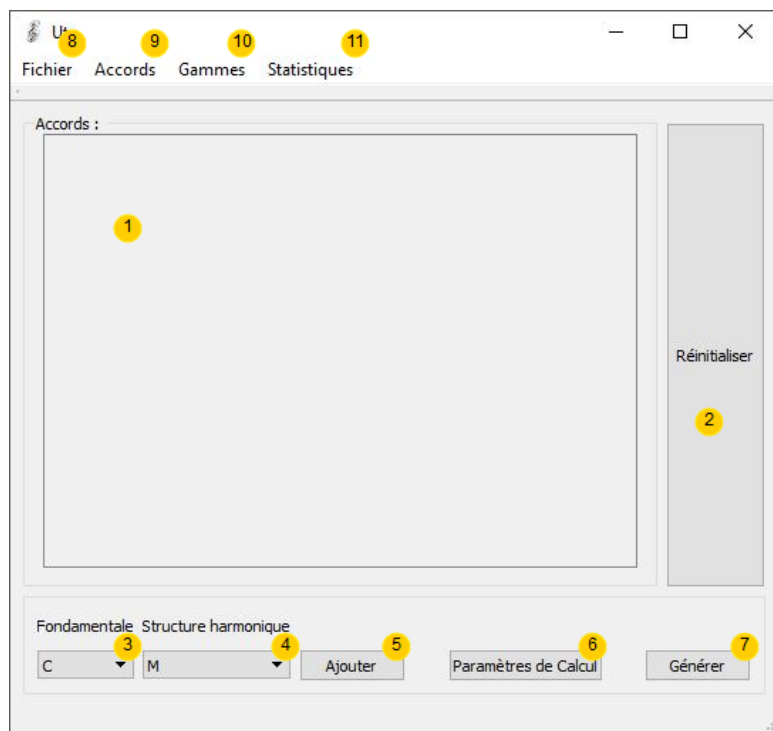 Ut
8 9 10 11
Fichier Accords Gammes Statistiques
Accords :
1
Réinitialiser
2
Fondamentale Structure harmonique
3 4 5 6 7
C M Ajouter Paramètres de Calcul Générer